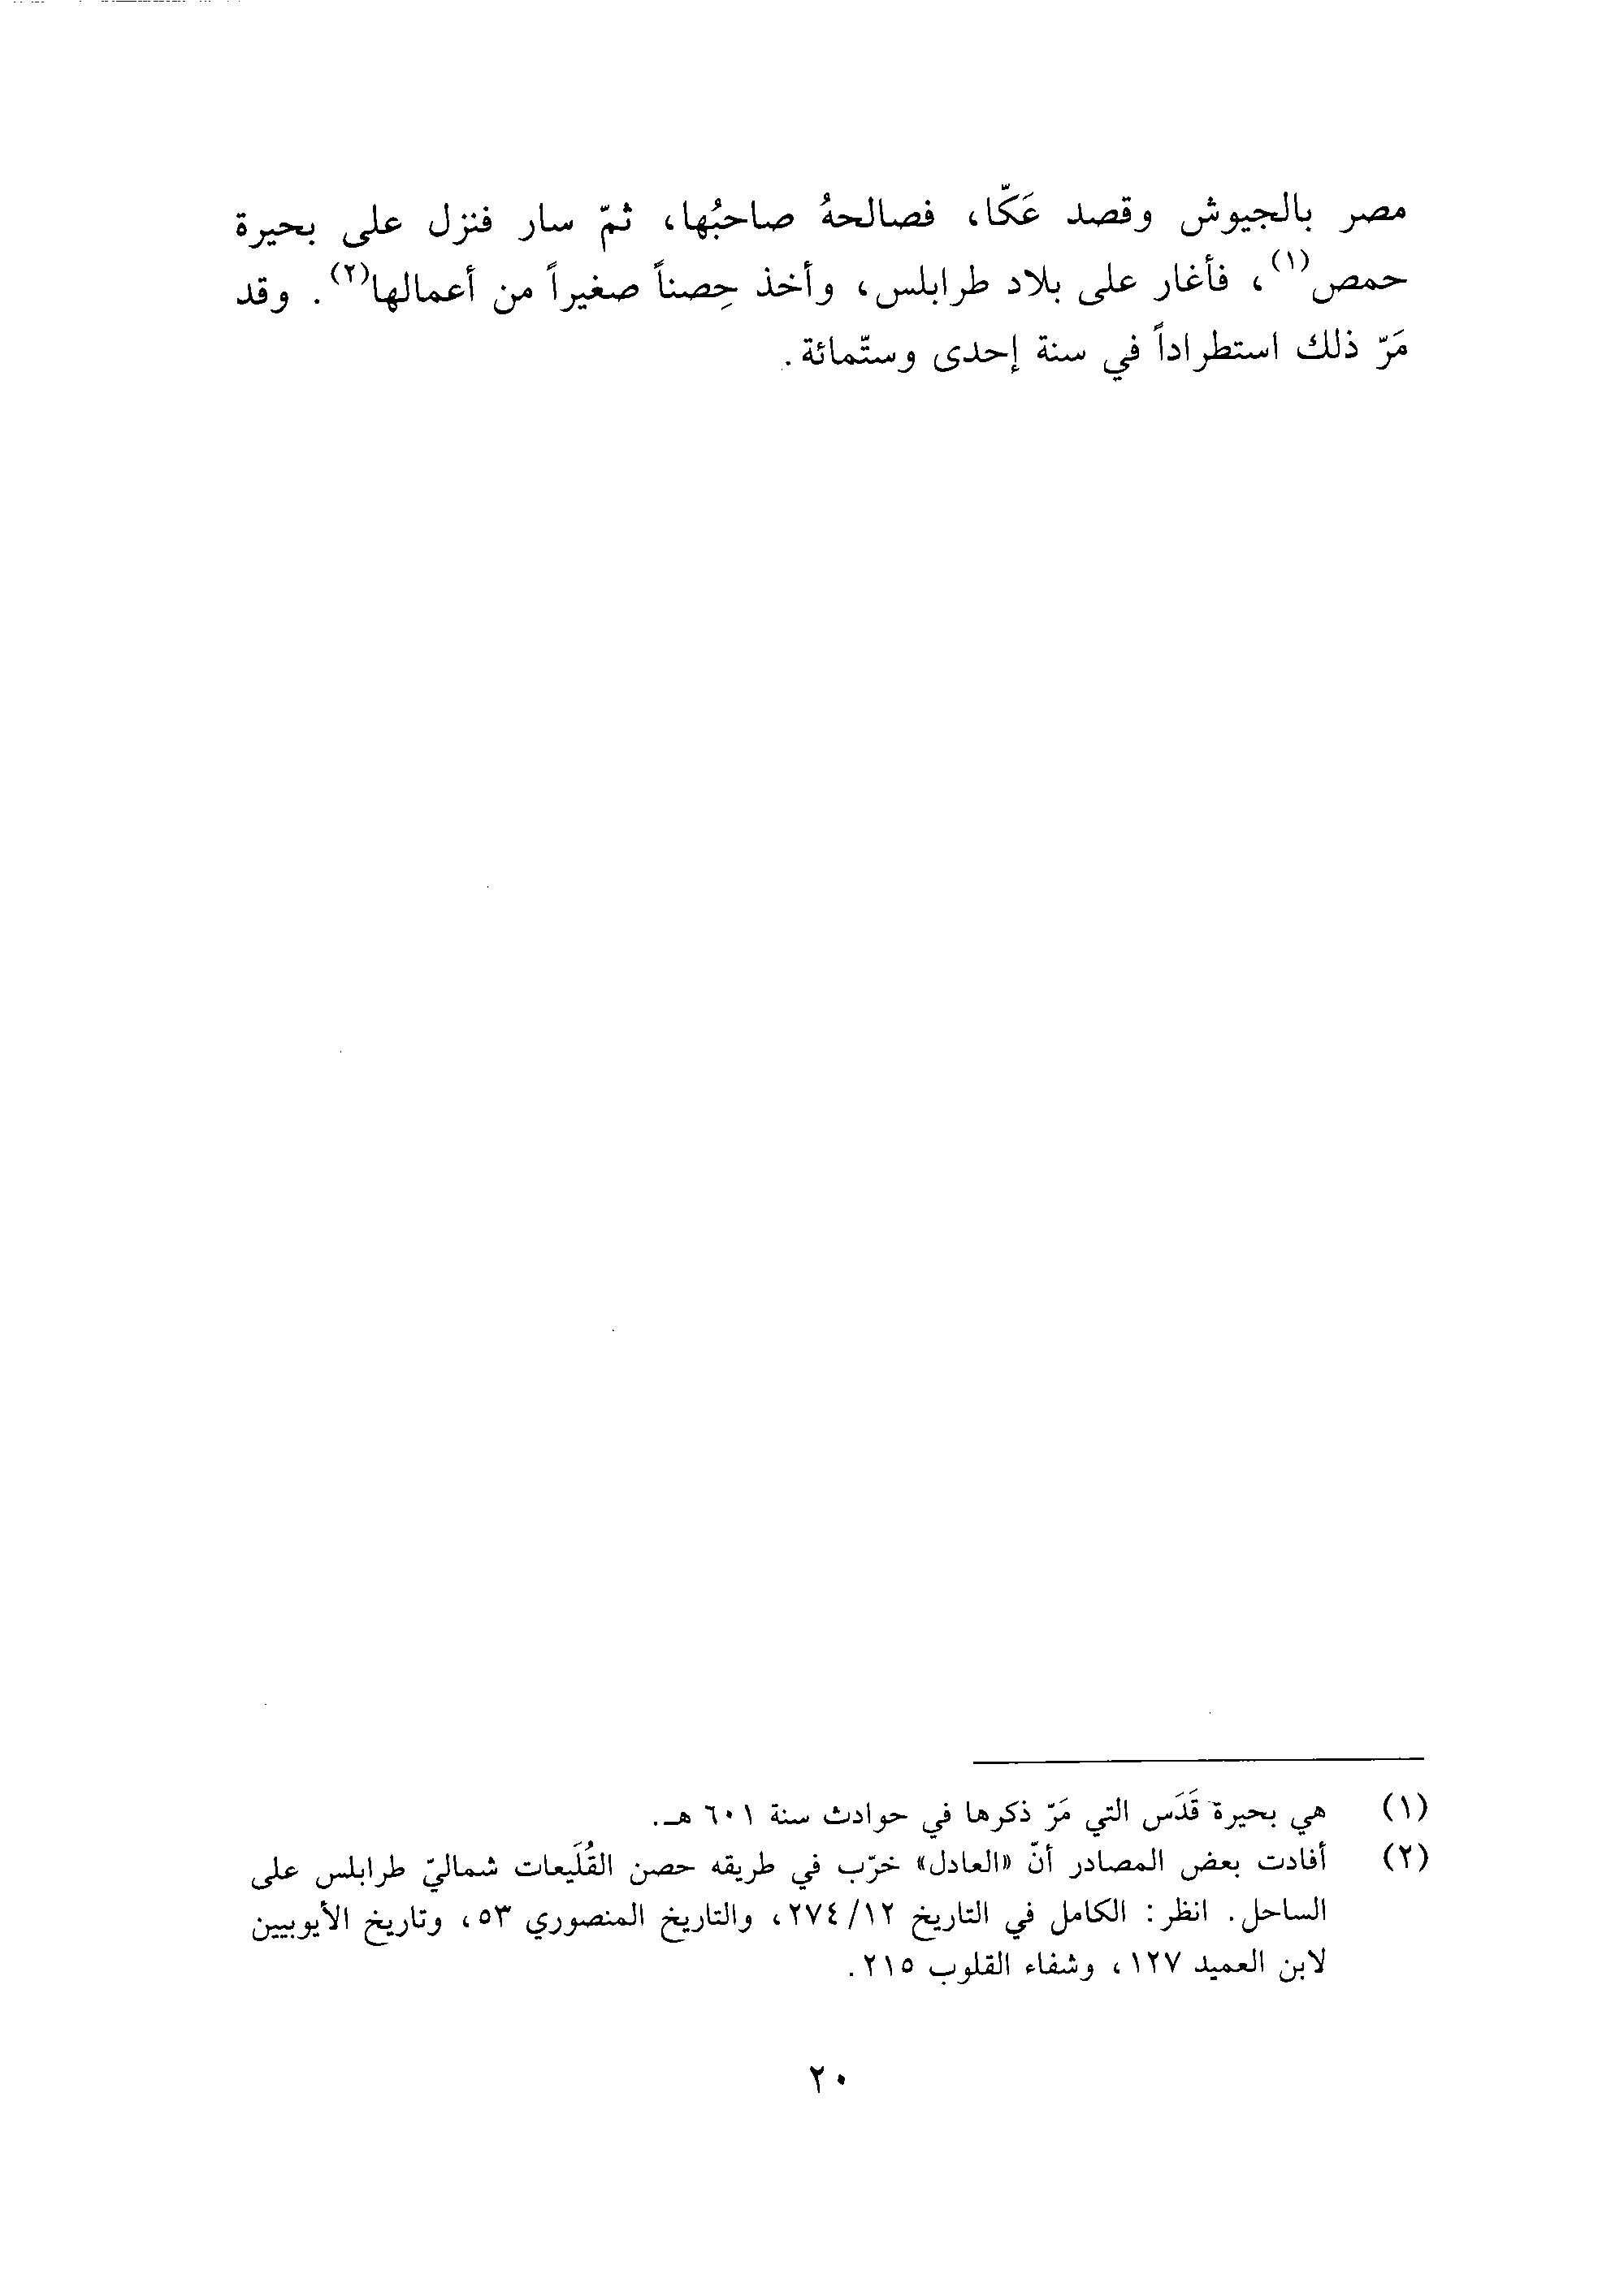 مصر بالجيوش وقصد عَكّا، فصالحهُ صاحبُها، ثمّ سار فنزل على بحيرة
حمص(١)، فأغار على بلاد طرابلس، وأخذ حِصناً صغيراً من أعمالها(٢). وقد
مَرّ ذلك استطراداً في سنة إحدى وستّمائة.
(١) هي بحيرة قَدَس التي مَرّ ذكرها في حوادث سنة ٦٠١ هـ.
(٢) أفادت بعض المصادر أنّ «العادل» خرّب في طريقه حصن القُلَيعات شماليّ طرابلس على
الساحل. انظر: الكامل في التاريخ ٢٧٤/١٢، والتاريخ المنصوري ٥٣، وتاريخ الأيوبيين
لابن العميد ١٢٧، وشفاء القلوب ٢١٥.
٢٠